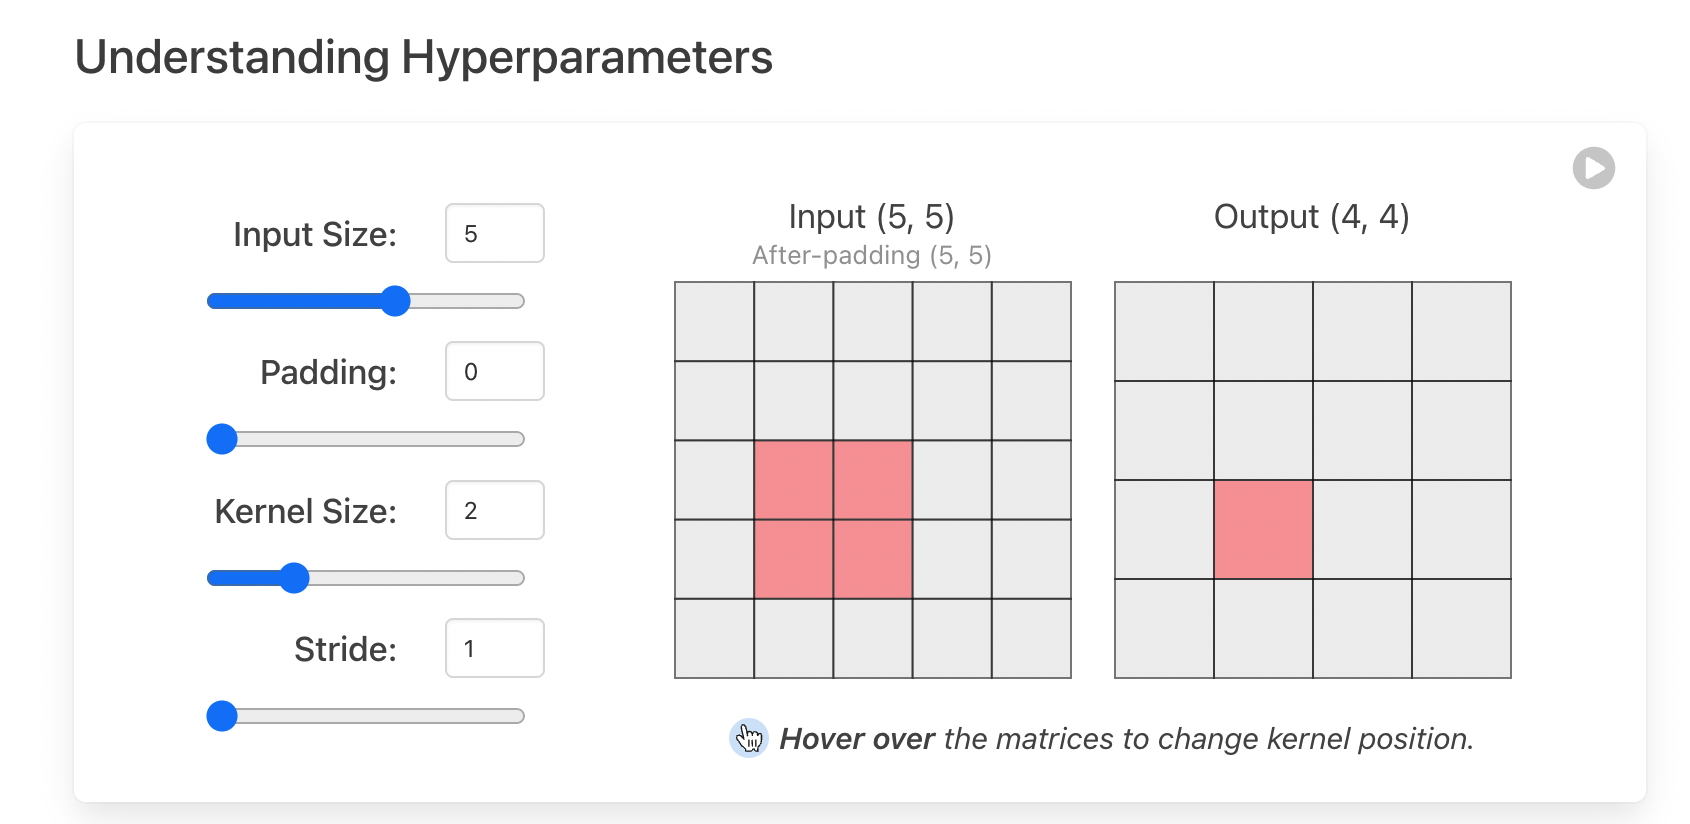 Understanding Hyperparameters
Input Size: 5
Padding: 0
Kernel Size: 2
Stride: 1
Input (5, 5)
After-padding (5, 5)
Output (4, 4)
Hover over the matrices to change kernel position.